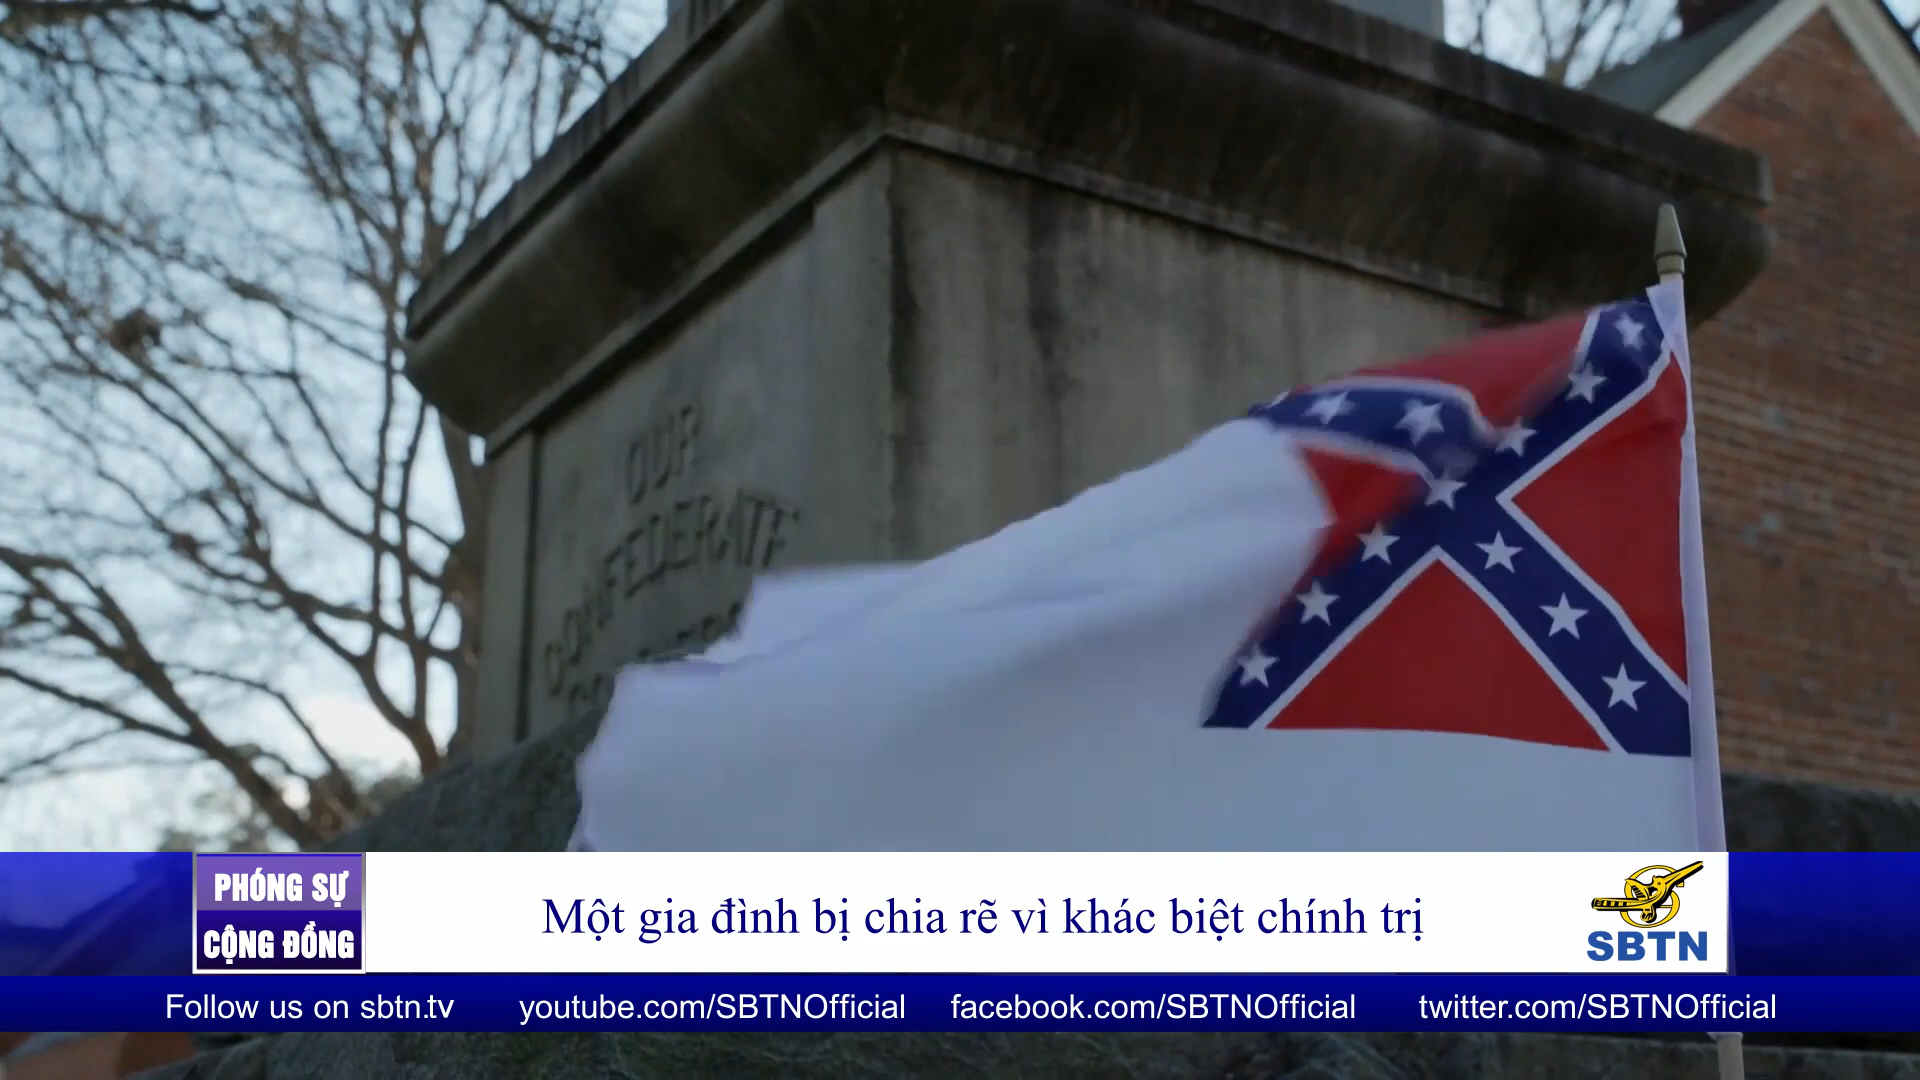 OUR
CONFEDERATE
PHÓNG SỰ
CỘNG ĐỒNG
Một gia đình bị chia rẽ vì khác biệt chính trị
SBTN
Follow us on sbtn.tv youtube.com/SBTNOfficial facebook.com/SBTNOfficial twitter.com/SBTNOfficial